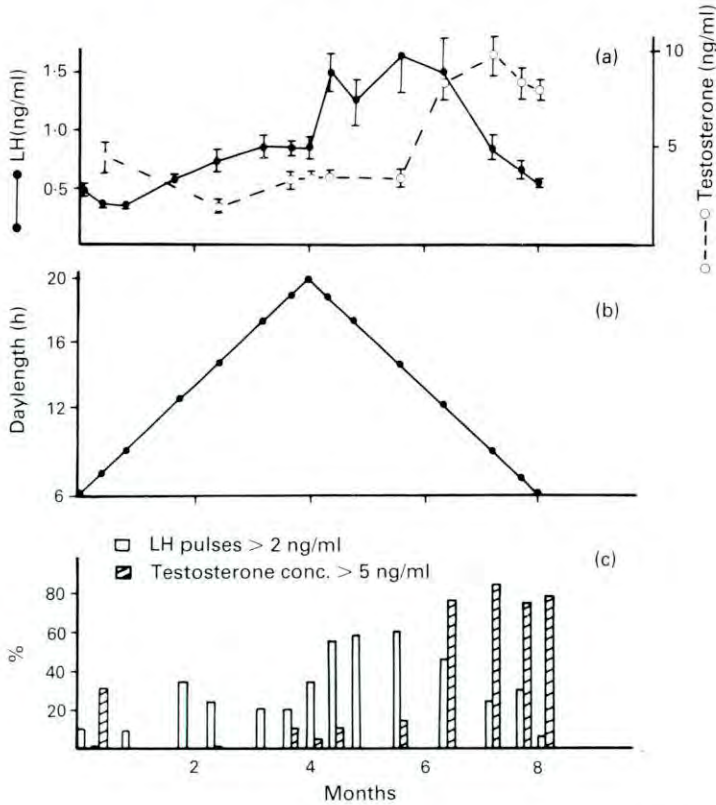 (a)
LH(ng/ml)
1·5
1·0
0·5
10
5
Testosterone (ng/ml)
(b)
Daylength (h)
20
16
12
6
(c)
LH pulses > 2 ng/ml
Testosterone conc. > 5 ng/ml
%
80
60
40
20
2
4
6
8
Months